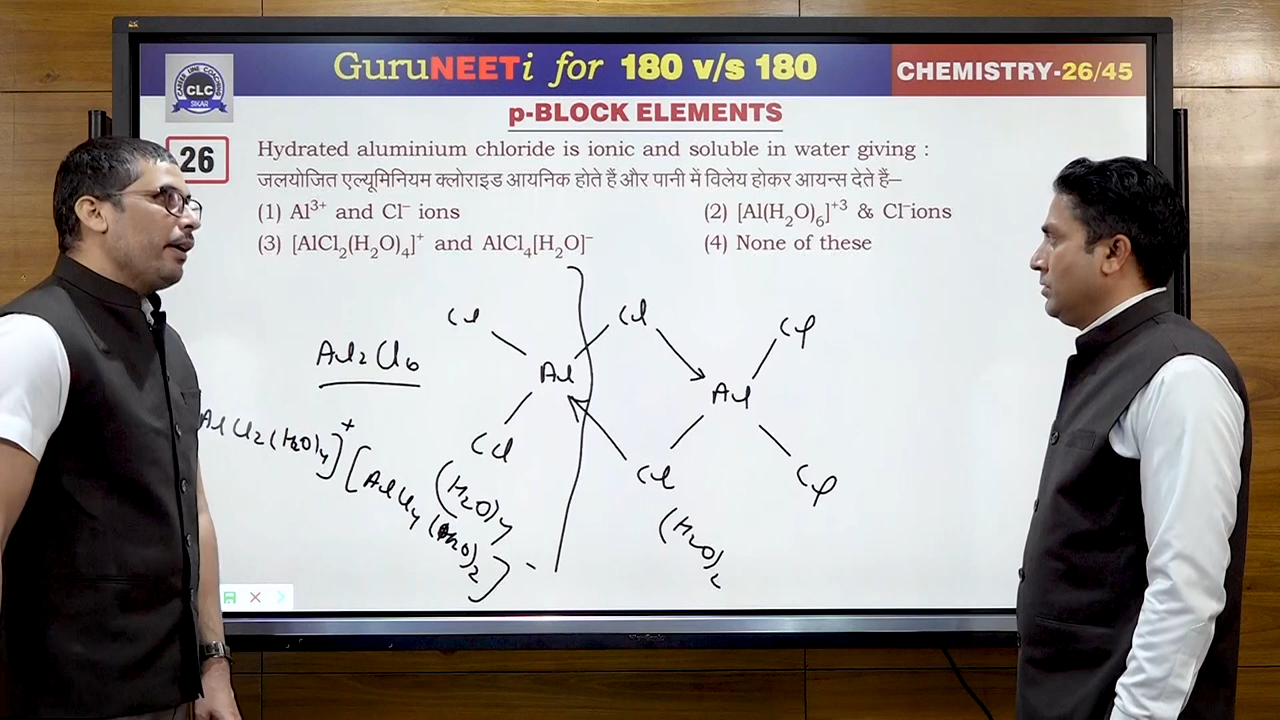 GuruNEETi for 180 v/s 180
CHEMISTRY-26/45
CAREER LINE COACHING
CLC
SIKAR
p-BLOCK ELEMENTS
26
Hydrated aluminium chloride is ionic and soluble in water giving :
जलयोजित एल्यूमिनियम क्लोराइड आयनिक होते हैं और पानी में विलेय होकर आयन्स देते हैं–
(1) Al³⁺ and Cl⁻ ions
(2) [Al(H₂O)₆]⁺³ & Cl⁻ions
(3) [AlCl₂(H₂O)₄]⁺ and AlCl₄[H₂O]⁻
(4) None of these
Cl
Cl
Cl
Al₂Cl₆
Al
Al
Cl
Cl
Cl
AlCl₂(H₂O)₄]⁺ [AlCl₄(H₂O)₂]⁻
(H₂O)₄
(H₂O)₂